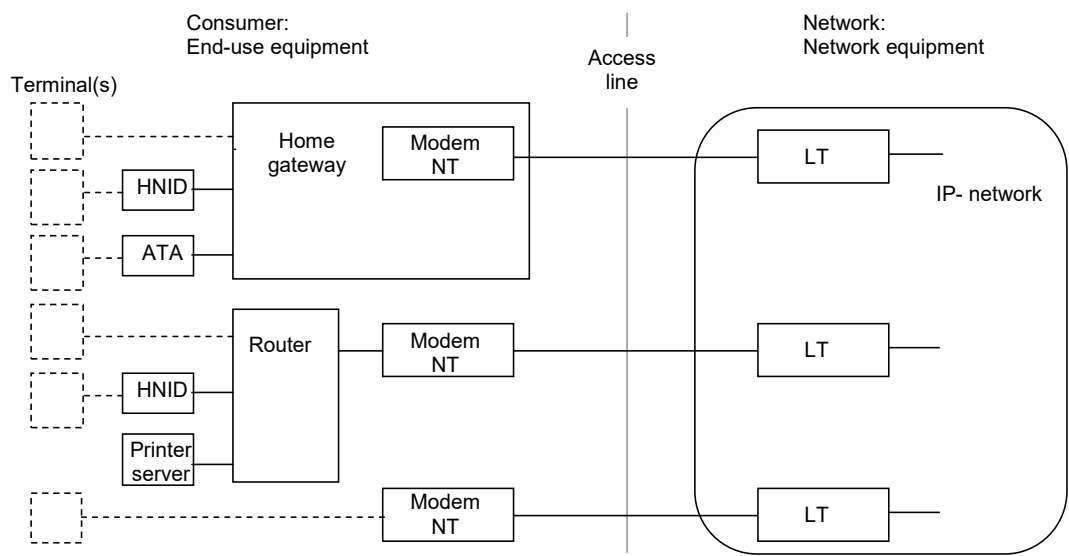 Consumer:
End-use equipment
Network:
Network equipment
Access
line
Terminal(s)
Home
gateway
Modem
NT
LT
HNID
IP- network
ATA
Router
Modem
NT
LT
HNID
Printer
server
Modem
NT
LT